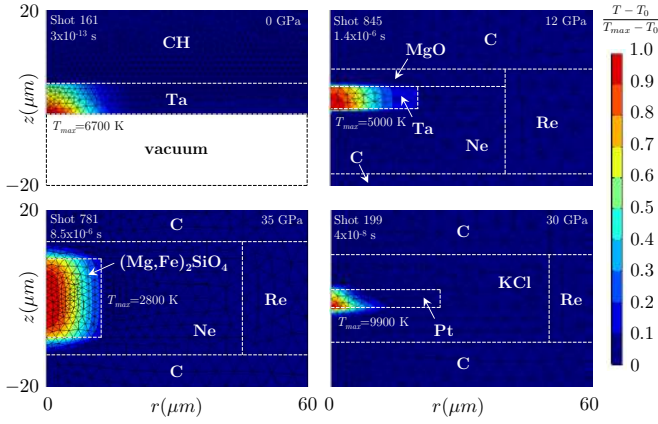 Shot 161
0 GPa
3x10⁻¹³ s
CH
Ta
T_max=6700 K
vacuum
20
z(μm)
−20
Shot 845
12 GPa
1.4x10⁻⁶ s
C
MgO
T_max=5000 K
Ta
Re
Ne
C
T − T₀
T_max − T₀
1.0
0.9
0.8
0.7
0.6
0.5
0.4
0.3
0.2
0.1
0
Shot 781
35 GPa
8.5x10⁻⁶ s
C
(Mg,Fe)₂SiO₄
T_max=2800 K
Re
Ne
C
20
z(μm)
−20
0
r(μm)
60
Shot 199
30 GPa
4x10⁻⁸ s
C
KCl
Re
T_max=9900 K
Pt
C
0
r(μm)
60